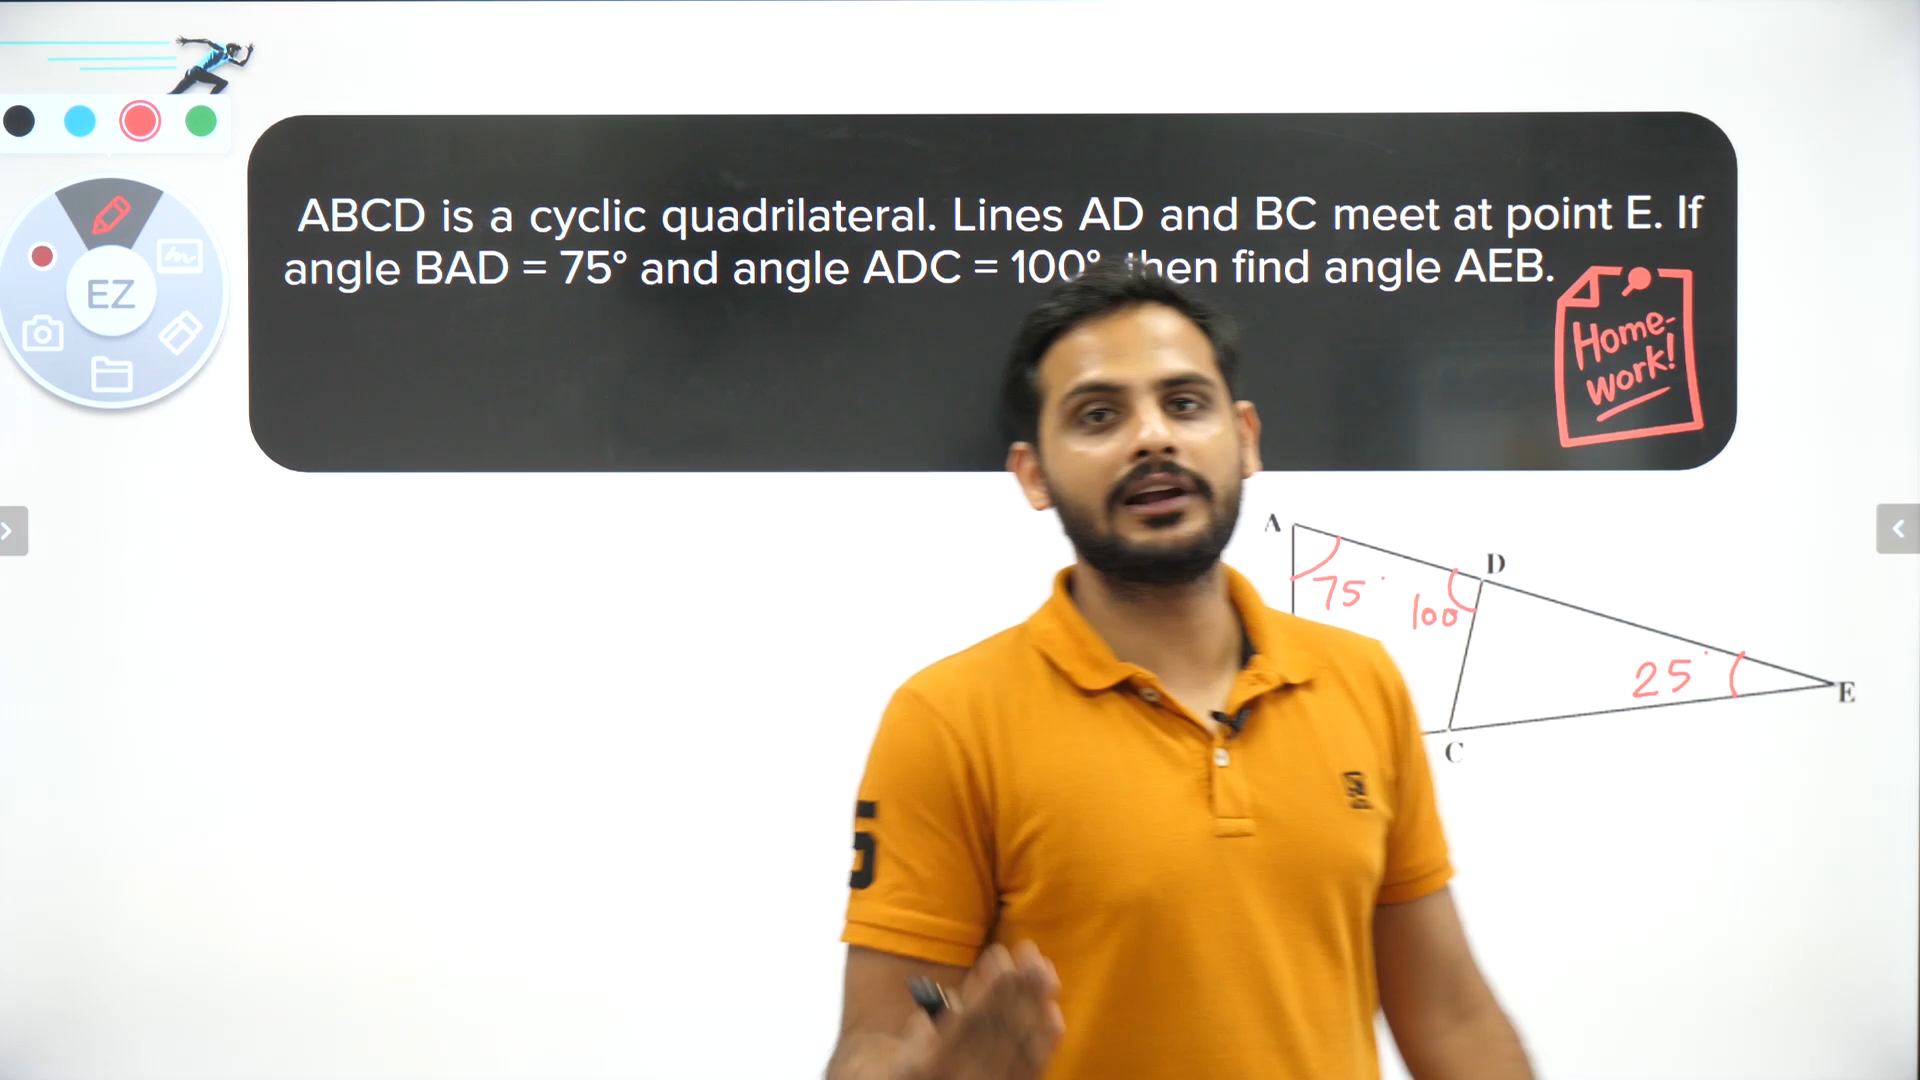 ABCD is a cyclic quadrilateral. Lines AD and BC meet at point E. If
angle BAD = 75° and angle ADC = 100°, then find angle AEB.
EZ
Home-
work!
A
D
75°
100
25°
E
C
5